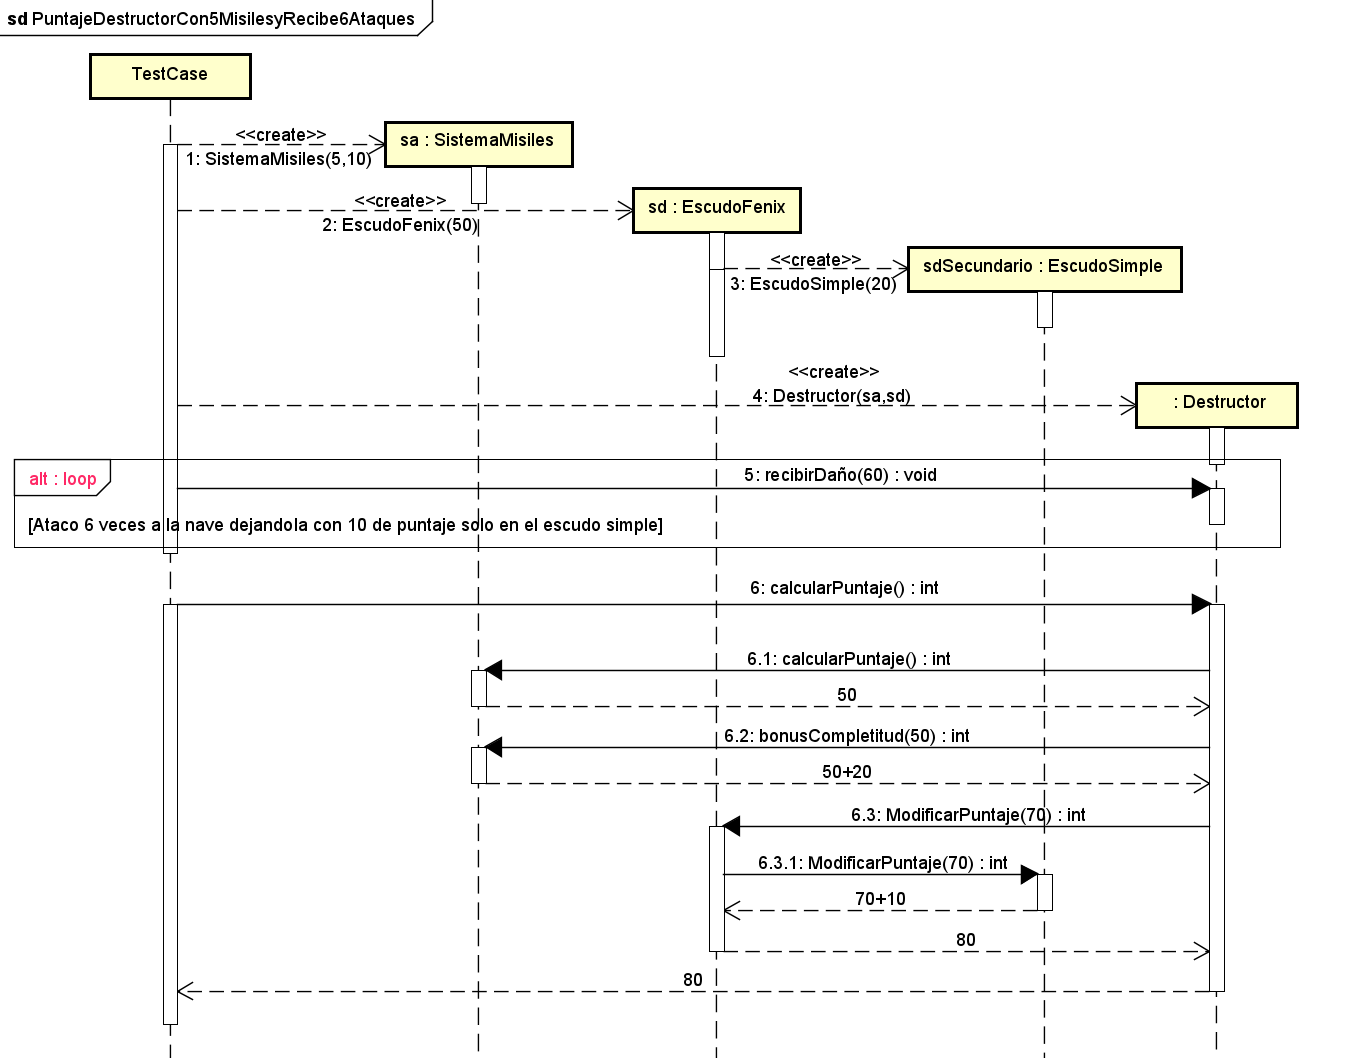 sd PuntajeDestructorCon5MisilesyRecibe6Ataques
TestCase
<<create>>
sa : SistemaMisiles
1: SistemaMisiles(5,10)
<<create>>
sd : EscudoFenix
2: EscudoFenix(50)
<<create>>
sdSecundario : EscudoSimple
3: EscudoSimple(20)
<<create>>
4: Destructor(sa,sd)
: Destructor
alt : loop
5: recibirDaño(60) : void
[Ataco 6 veces a la nave dejandola con 10 de puntaje solo en el escudo simple]
6: calcularPuntaje() : int
6.1: calcularPuntaje() : int
50
6.2: bonusCompletitud(50) : int
50+20
6.3: ModificarPuntaje(70) : int
6.3.1: ModificarPuntaje(70) : int
70+10
80
80